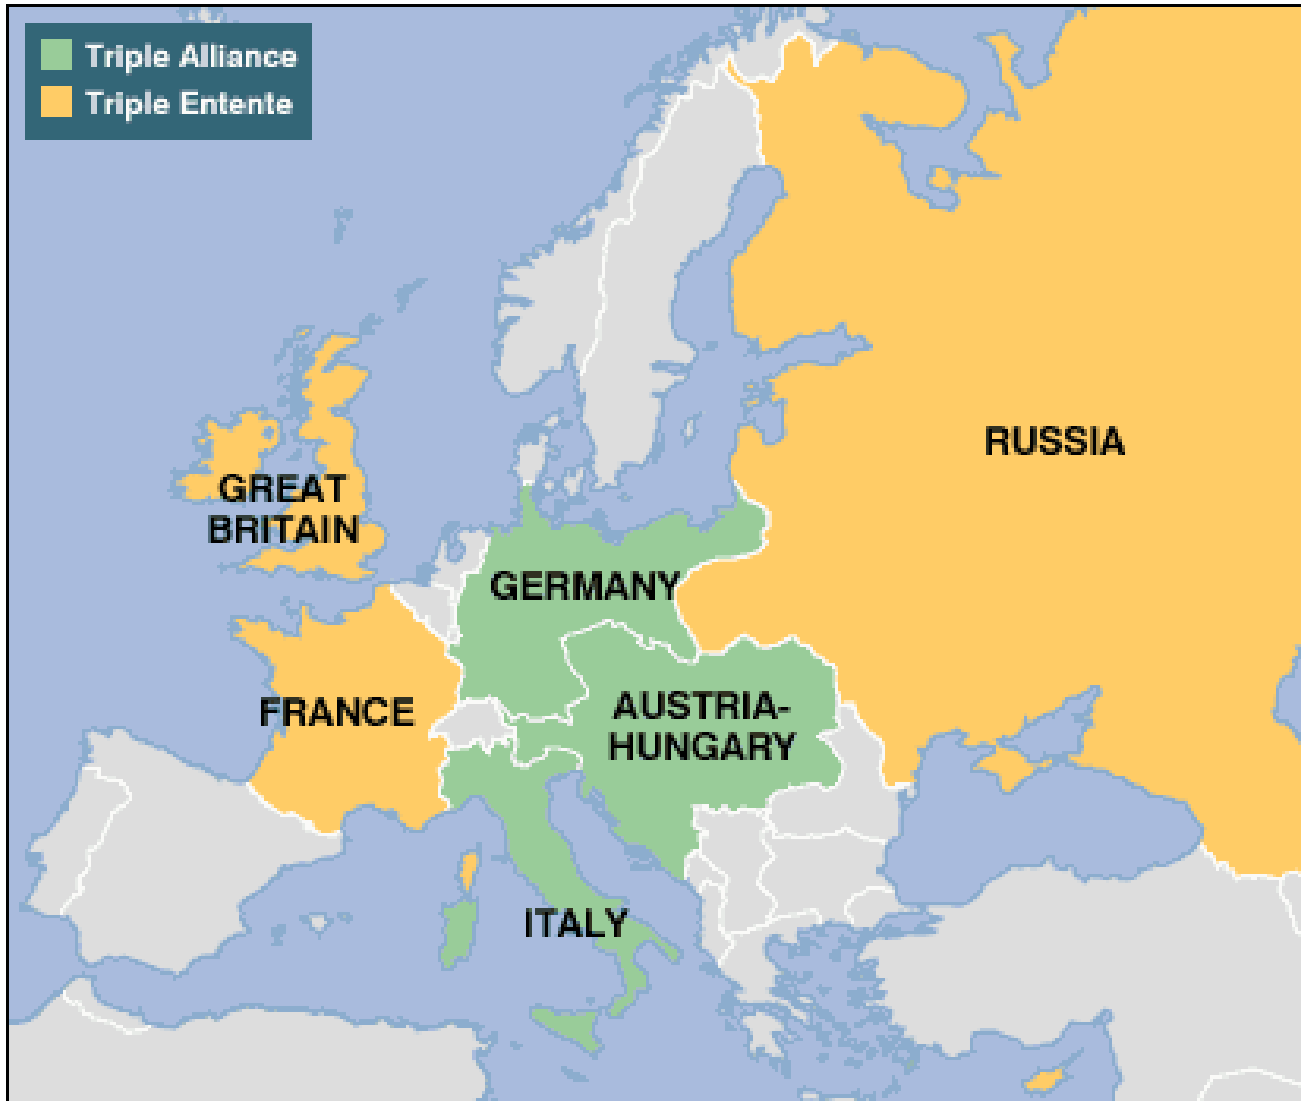 Triple Alliance
Triple Entente
RUSSIA
GREAT
BRITAIN
GERMANY
FRANCE
AUSTRIA-
HUNGARY
ITALY